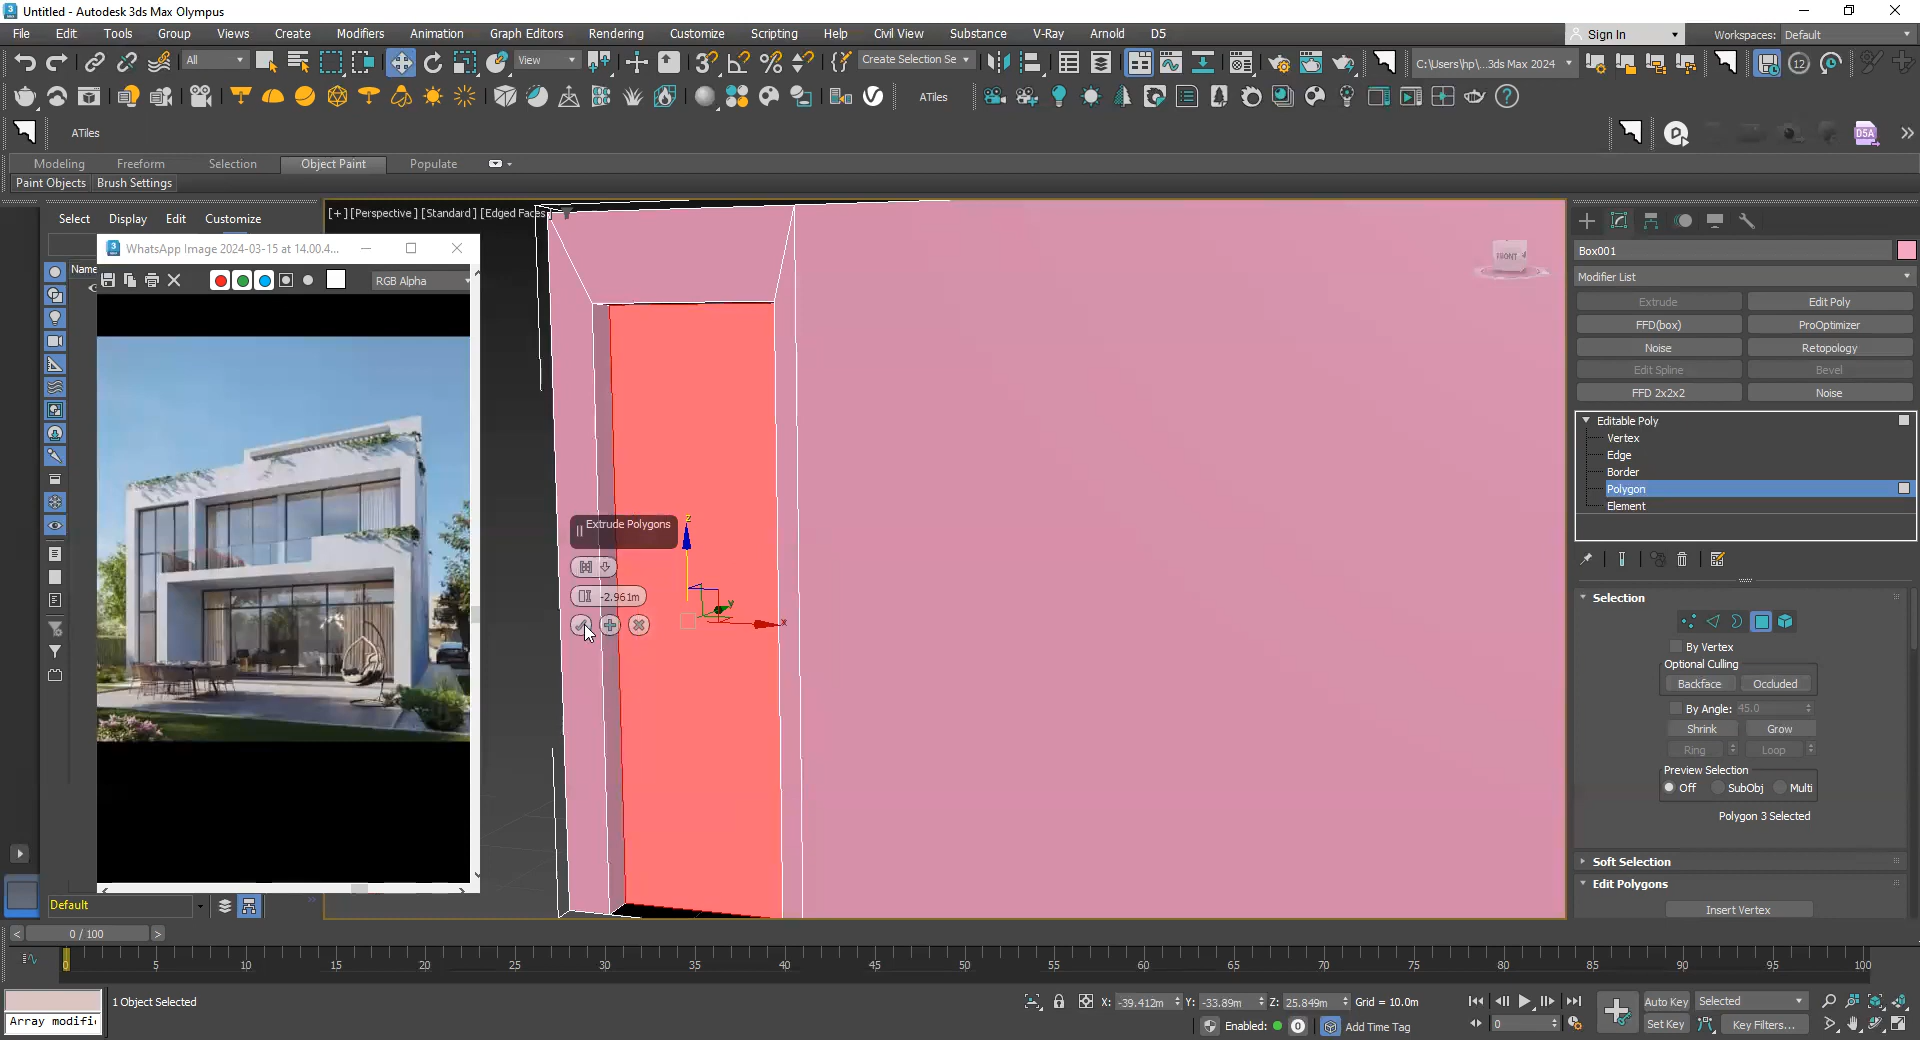 Untitled - Autodesk 3ds Max Olympus
File Edit Tools Group Views Create Modifiers Animation Graph Editors Rendering Customize Scripting Help Civil View Substance V-Ray Arnold D5
Sign In Workspaces: Default
All View Create Selection Se C:\Users\hp\...3ds Max 2024
ATiles
ATiles
Modeling Freeform Selection Object Paint Populate
Paint Objects Brush Settings
Select Display Edit Customize
[+] [Perspective] [Standard] [Edged Faces
WhatsApp Image 2024-03-15 at 14.00.4...
Name
RGB Alpha
FRONT
Box001
Modifier List
Extrude Edit Poly
FFD(box) ProOptimizer
Noise Retopology
Edit Spline Bevel
FFD 2x2x2 Noise
Editable Poly
Vertex
Edge
Border
Polygon
Element
Extrude Polygons
-2.961m
z
y
x
Selection
By Vertex
Optional Culling
Backface Occluded
By Angle: 45.0
Shrink Grow
Ring Loop
Preview Selection
Off SubObj Multi
Polygon 3 Selected
Soft Selection
Edit Polygons
Insert Vertex
Default
0 / 100
0 5 10 15 20 25 30 35 40 45 50 55 60 65 70 75 80 85 90 95 100
1 Object Selected
X: -39.412m Y: -33.89m Z: 25.849m Grid = 10.0m
Auto Key Selected
Array modifi
Enabled: 0 Add Time Tag
0
Set Key Key Filters...